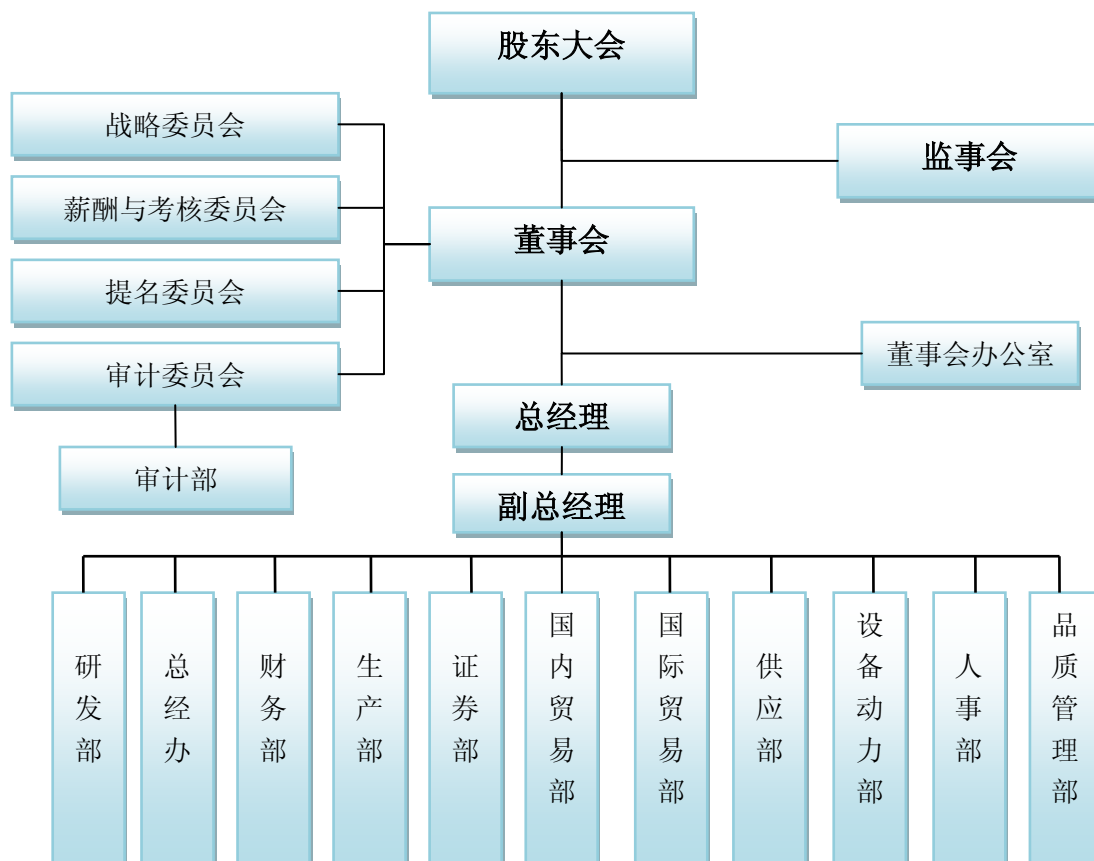 股东大会
战略委员会
监事会
薪酬与考核委员会
董事会
提名委员会
董事会办公室
审计委员会
总经理
审计部
副总经理
研发部
总经办
财务部
生产部
证券部
国内贸易部
国际贸易部
供应部
设备动力部
人事部
品质管理部